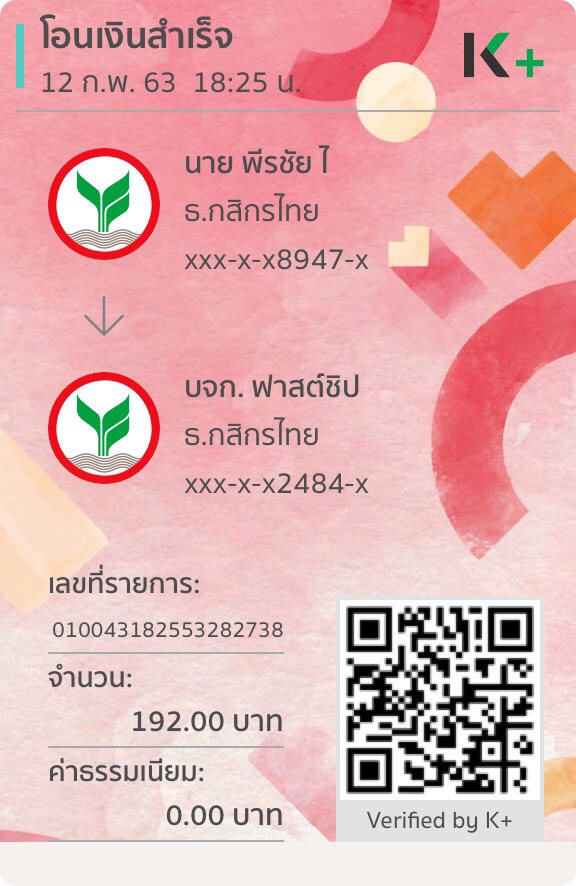 โอนเงินสำเร็จ
12 ก.พ. 63 18:25 น.
K+
นาย พีรชัย ไ
ธ.กสิกรไทย
xxx-x-x8947-x
บจก. ฟาสต์ชิป
ธ.กสิกรไทย
xxx-x-x2484-x
เลขที่รายการ:
010043182553282738
จำนวน:
192.00 บาท
ค่าธรรมเนียม:
0.00 บาท
Verified by K+